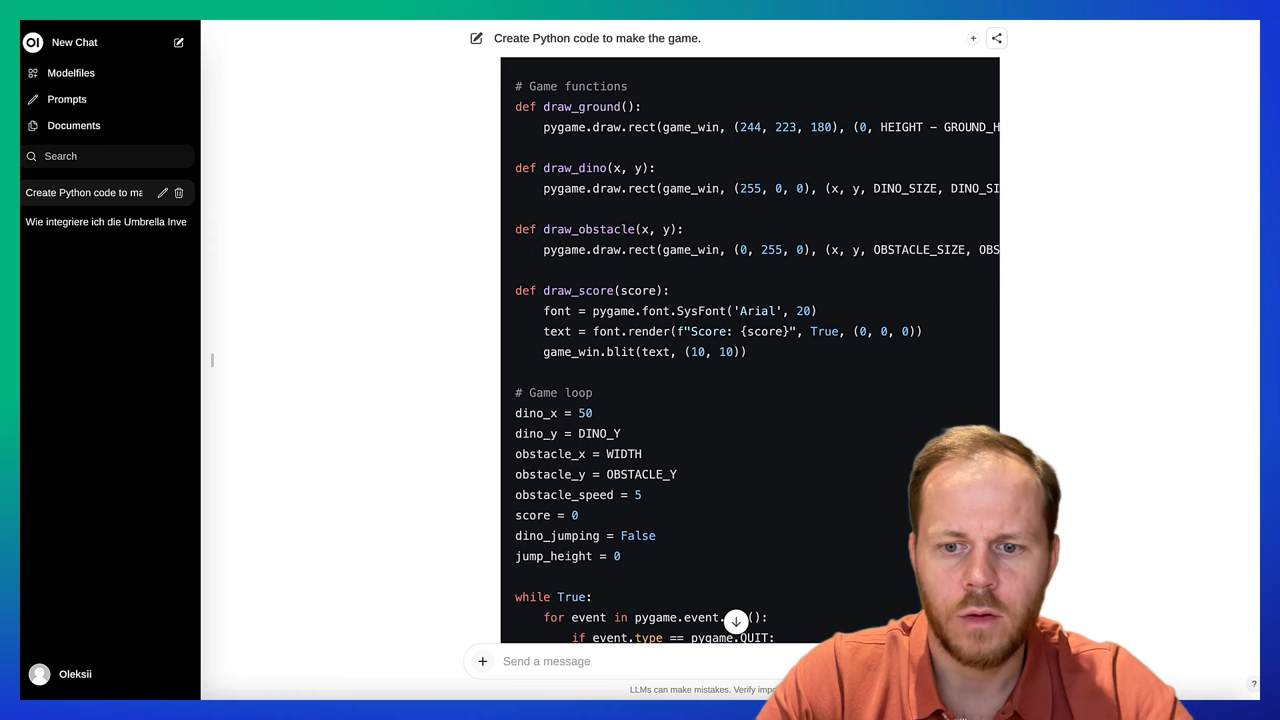 OI New Chat
Modelfiles
Prompts
Documents
Search
Create Python code to ma
Wie integriere ich die Umbrella Inve
Oleksii
Create Python code to make the game.
# Game functions
def draw_ground():
pygame.draw.rect(game_win, (244, 223, 180), (0, HEIGHT - GROUND_H
def draw_dino(x, y):
pygame.draw.rect(game_win, (255, 0, 0), (x, y, DINO_SIZE, DINO_SI
def draw_obstacle(x, y):
pygame.draw.rect(game_win, (0, 255, 0), (x, y, OBSTACLE_SIZE, OBS
def draw_score(score):
font = pygame.font.SysFont('Arial', 20)
text = font.render(f"Score: {score}", True, (0, 0, 0))
game_win.blit(text, (10, 10))
# Game loop
dino_x = 50
dino_y = DINO_Y
obstacle_x = WIDTH
obstacle_y = OBSTACLE_Y
obstacle_speed = 5
score = 0
dino_jumping = False
jump_height = 0
while True:
for event in pygame.event. ():
if event.type == pygame.QUIT:
Send a message
LLMs can make mistakes. Verify
?